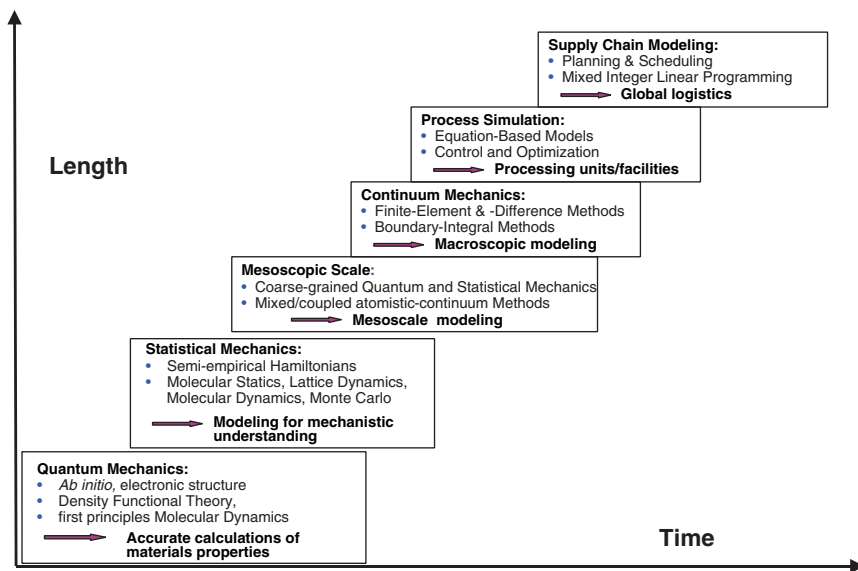 Supply Chain Modeling:
• Planning & Scheduling
• Mixed Integer Linear Programming
Global logistics
Process Simulation:
• Equation-Based Models
• Control and Optimization
Processing units/facilities
Length
Continuum Mechanics:
• Finite-Element & -Difference Methods
• Boundary-Integral Methods
Macroscopic modeling
Mesoscopic Scale:
• Coarse-grained Quantum and Statistical Mechanics
• Mixed/coupled atomistic-continuum Methods
Mesoscale modeling
Statistical Mechanics:
• Semi-empirical Hamiltonians
• Molecular Statics, Lattice Dynamics,
Molecular Dynamics, Monte Carlo
Modeling for mechanistic
understanding
Quantum Mechanics:
• Ab initio, electronic structure
• Density Functional Theory,
• first principles Molecular Dynamics
Accurate calculations of
materials properties
Time